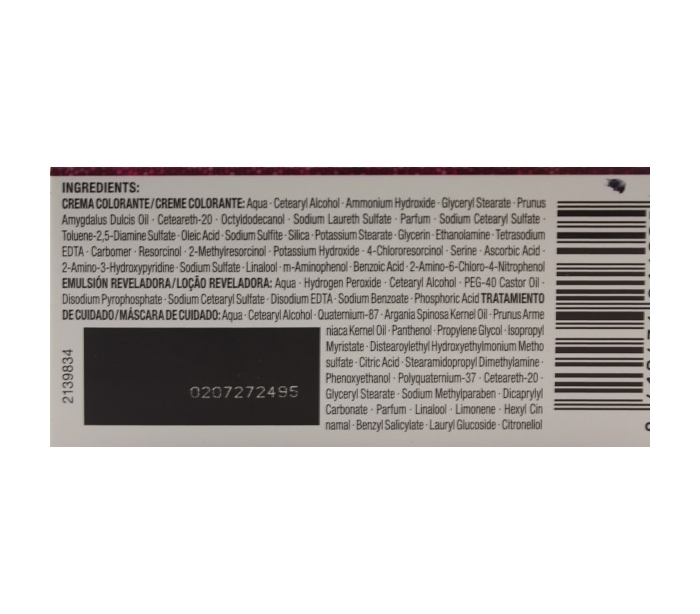 INGREDIENTS:
CREMA COLORANTE/CREME COLORANTE: Aqua · Cetearyl Alcohol · Ammonium Hydroxide · Glyceryl Stearate · Prunus
Amygdalus Dulcis Oil · Ceteareth-20 · Octyldodecanol · Sodium Laureth Sulfate · Parfum · Sodium Cetearyl Sulfate ·
Toluene-2,5-Diamine Sulfate · Oleic Acid · Sodium Sulfite · Silica · Potassium Stearate · Glycerin · Ethanolamine · Tetrasodium
EDTA · Carbomer · Resorcinol · 2-Methylresorcinol · Potassium Hydroxide · 4-Chlororesorcinol · Serine · Ascorbic Acid ·
2-Amino-3-Hydroxypyridine · Sodium Sulfate · Linalool · m-Aminophenol · Benzoic Acid · 2-Amino-6-Chloro-4-Nitrophenol
EMULSIÓN REVELADORA/LOÇÃO REVELADORA: Aqua · Hydrogen Peroxide · Cetearyl Alcohol · PEG-40 Castor Oil ·
Disodium Pyrophosphate · Sodium Cetearyl Sulfate · Disodium EDTA · Sodium Benzoate · Phosphoric Acid TRATAMIENTO
DE CUIDADO/MÁSCARA DE CUIDADO: Aqua · Cetearyl Alcohol · Quaternium-87 · Argania Spinosa Kernel Oil · Prunus Arme
niaca Kernel Oil · Panthenol · Propylene Glycol · Isopropyl
Myristate · Distearoylethyl Hydroxyethylmonium Metho
sulfate · Citric Acid · Stearamidopropyl Dimethylamine ·
Phenoxyethanol · Polyquaternium-37 · Ceteareth-20 ·
Glyceryl Stearate · Sodium Methylparaben · Dicaprylyl
Carbonate · Parfum · Linalool · Limonene · Hexyl Cin
namal · Benzyl Salicylate · Lauryl Glucoside · Citronellol
2139834
0207272495